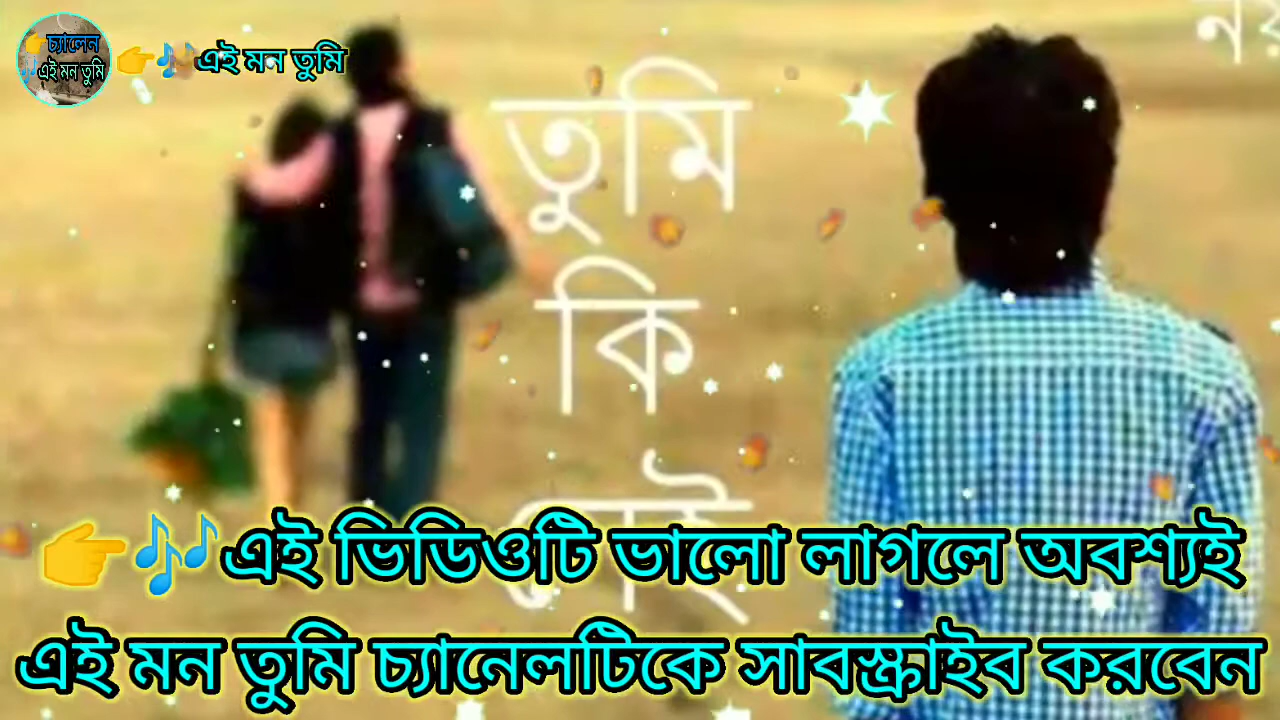 👉চ্যালেন
🎶এই মন তুমি
👉🎶এই মন তুমি
তুমি
কি
👉🎶এই ভিডিওটি ভালো লাগলে অবশ্যই
এই মন তুমি চ্যানেলটিকে সাবস্ক্রাইব করবেন